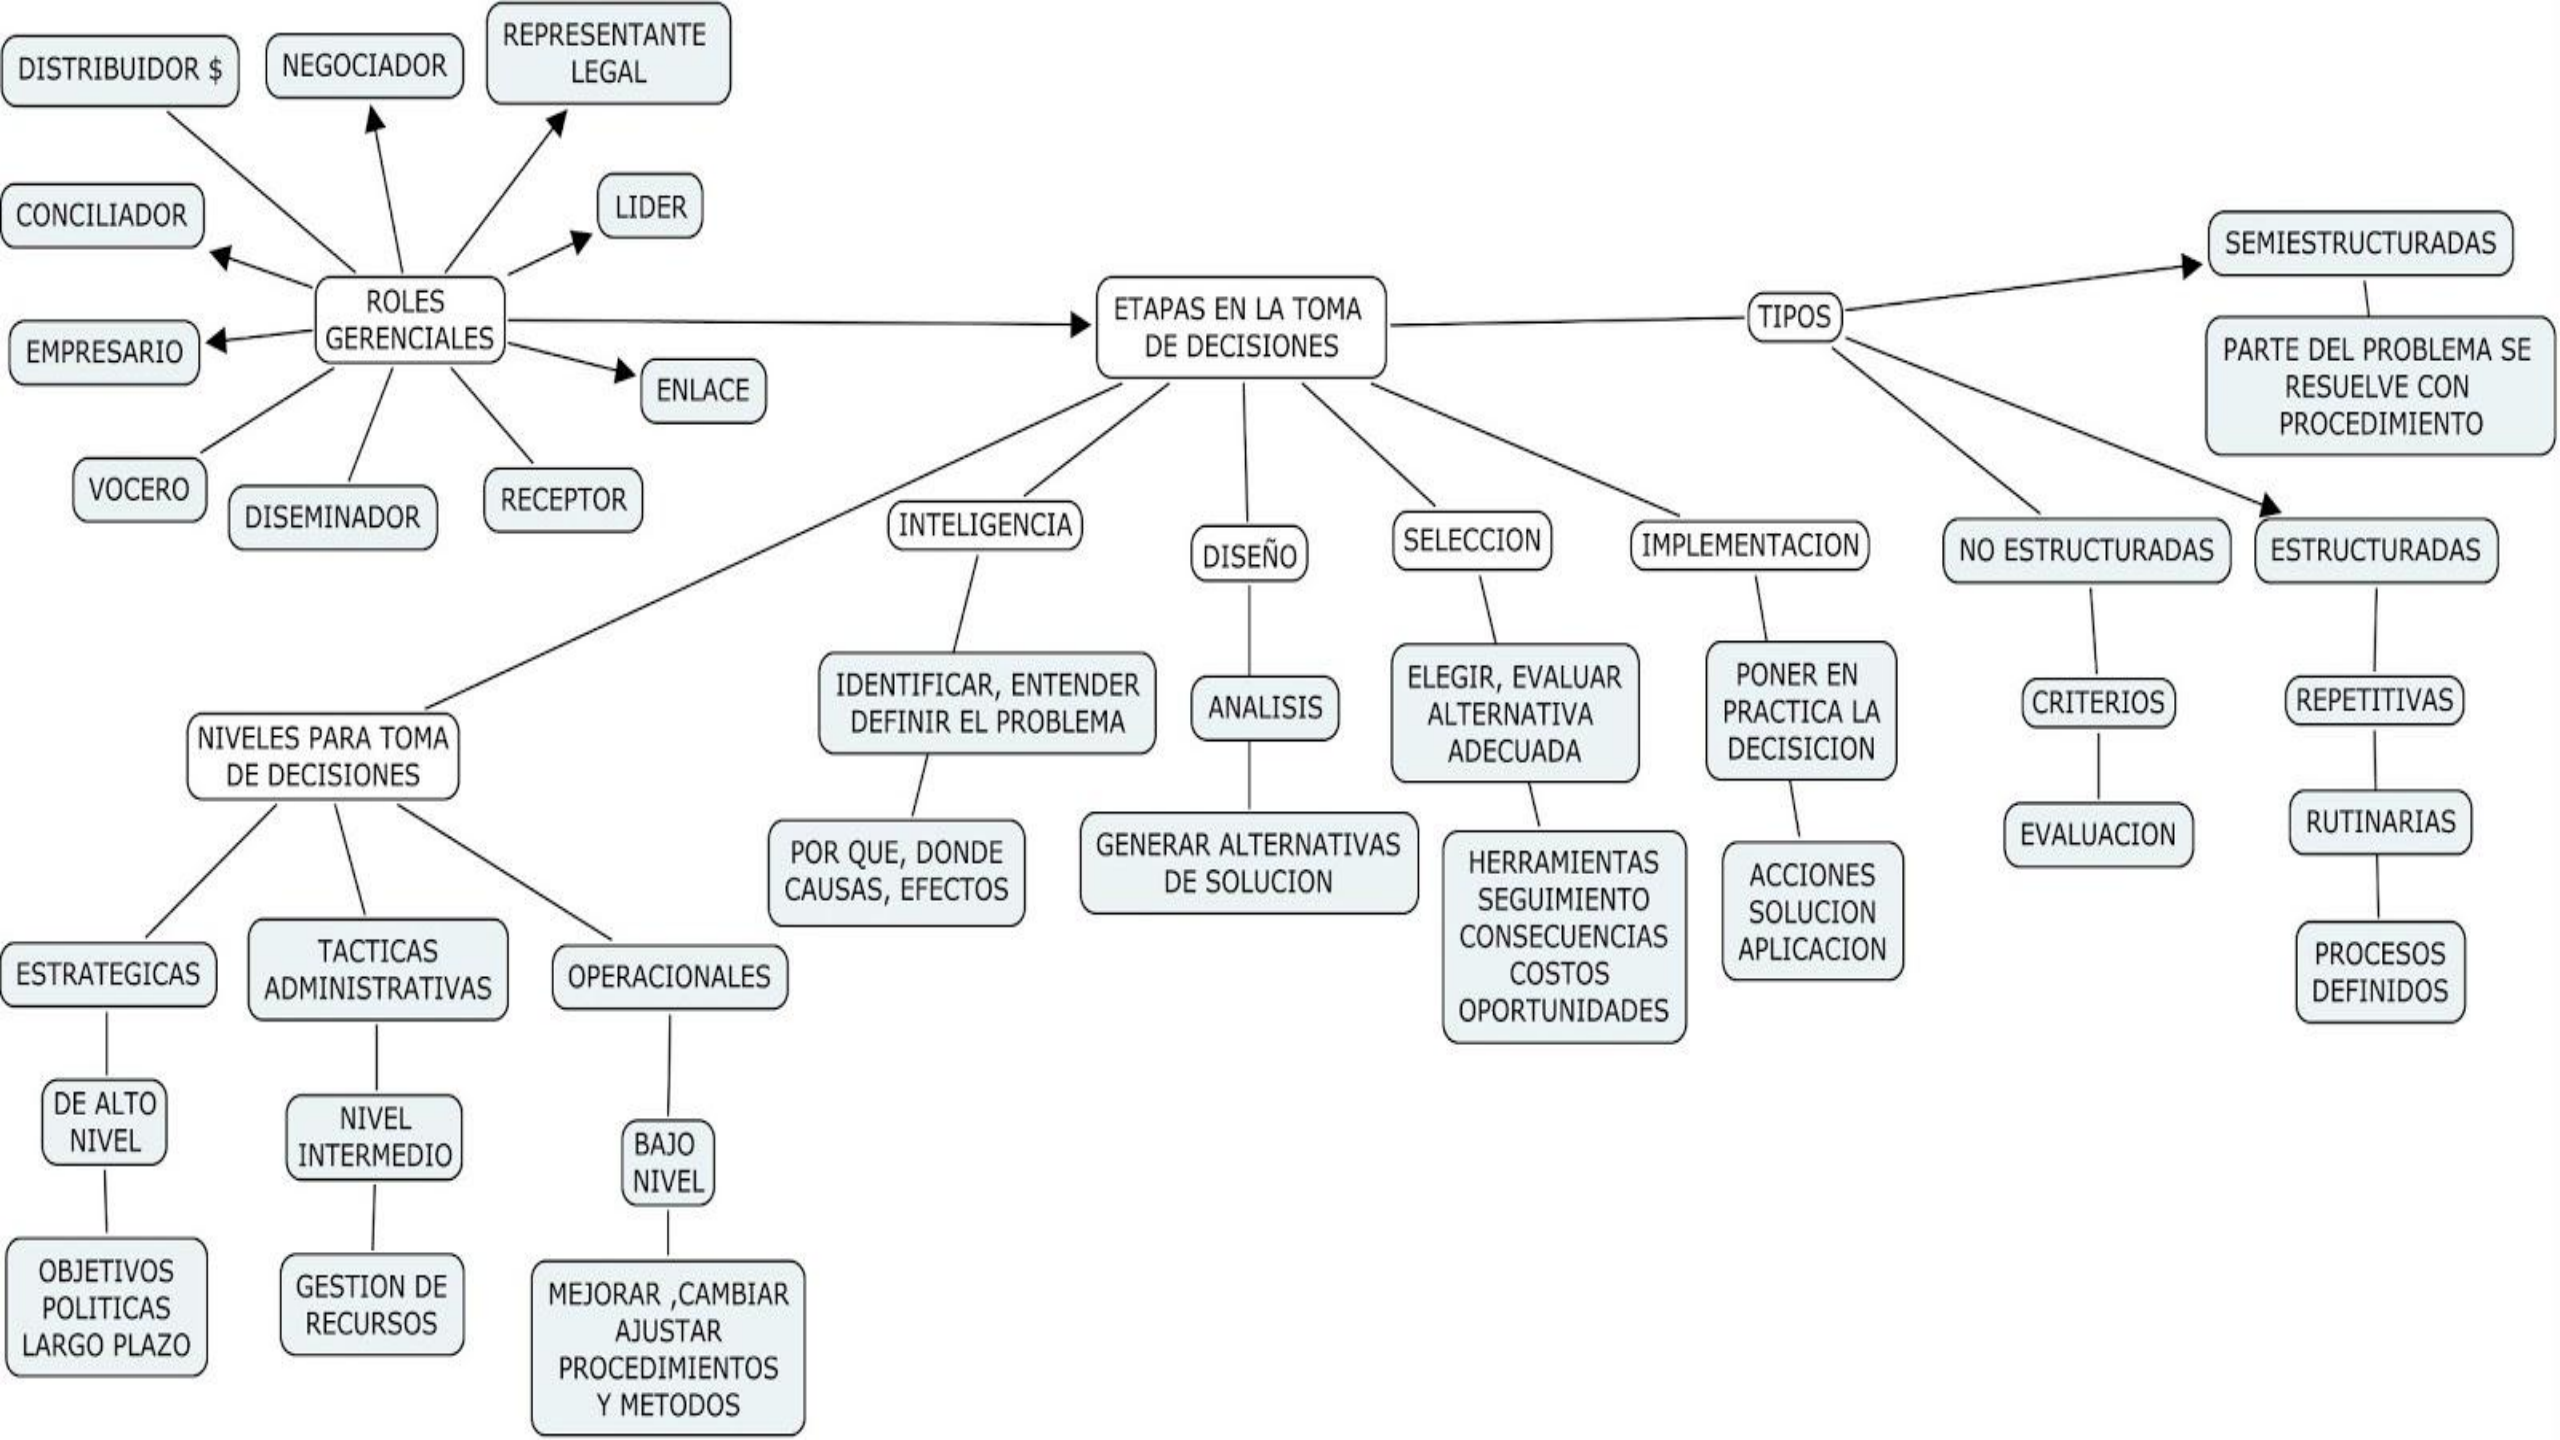 DISTRIBUIDOR $
NEGOCIADOR
REPRESENTANTE
LEGAL
CONCILIADOR
LIDER
ROLES
GERENCIALES
EMPRESARIO
ENLACE
VOCERO
DISEMINADOR
RECEPTOR
ETAPAS EN LA TOMA
DE DECISIONES
TIPOS
SEMIESTRUCTURADAS
PARTE DEL PROBLEMA SE
RESUELVE CON
PROCEDIMIENTO
INTELIGENCIA
DISEÑO
SELECCION
IMPLEMENTACION
NO ESTRUCTURADAS
ESTRUCTURADAS
IDENTIFICAR, ENTENDER
DEFINIR EL PROBLEMA
ANALISIS
ELEGIR, EVALUAR
ALTERNATIVA
ADECUADA
PONER EN
PRACTICA LA
DECISICION
CRITERIOS
REPETITIVAS
POR QUE, DONDE
CAUSAS, EFECTOS
GENERAR ALTERNATIVAS
DE SOLUCION
HERRAMIENTAS
SEGUIMIENTO
CONSECUENCIAS
COSTOS
OPORTUNIDADES
ACCIONES
SOLUCION
APLICACION
EVALUACION
RUTINARIAS
PROCESOS
DEFINIDOS
NIVELES PARA TOMA
DE DECISIONES
ESTRATEGICAS
TACTICAS
ADMINISTRATIVAS
OPERACIONALES
DE ALTO
NIVEL
NIVEL
INTERMEDIO
BAJO
NIVEL
OBJETIVOS
POLITICAS
LARGO PLAZO
GESTION DE
RECURSOS
MEJORAR ,CAMBIAR
AJUSTAR
PROCEDIMIENTOS
Y METODOS